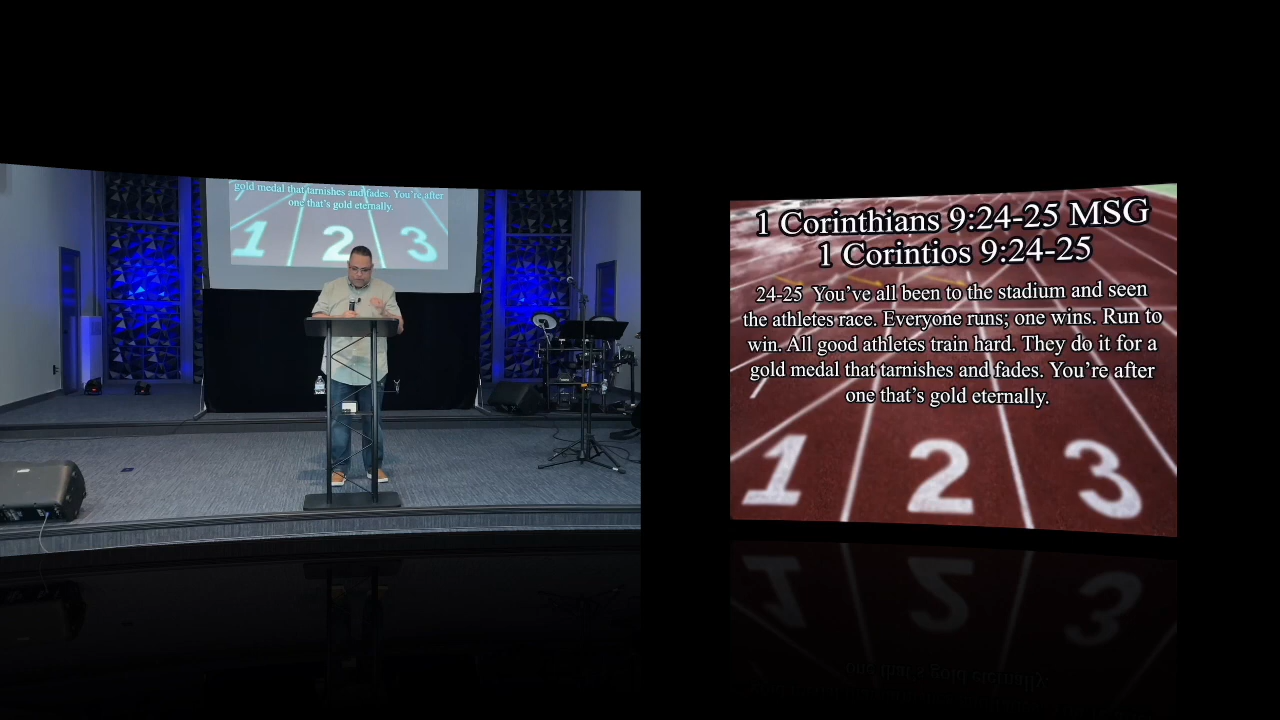 gold medal that tarnishes and fades. You're after
one that's gold eternally.
1 2 3
1 Corinthians 9:24-25 MSG
1 Corintios 9:24-25
24-25 You've all been to the stadium and seen
the athletes race. Everyone runs; one wins. Run to
win. All good athletes train hard. They do it for a
gold medal that tarnishes and fades. You're after
one that's gold eternally.
1 2 3